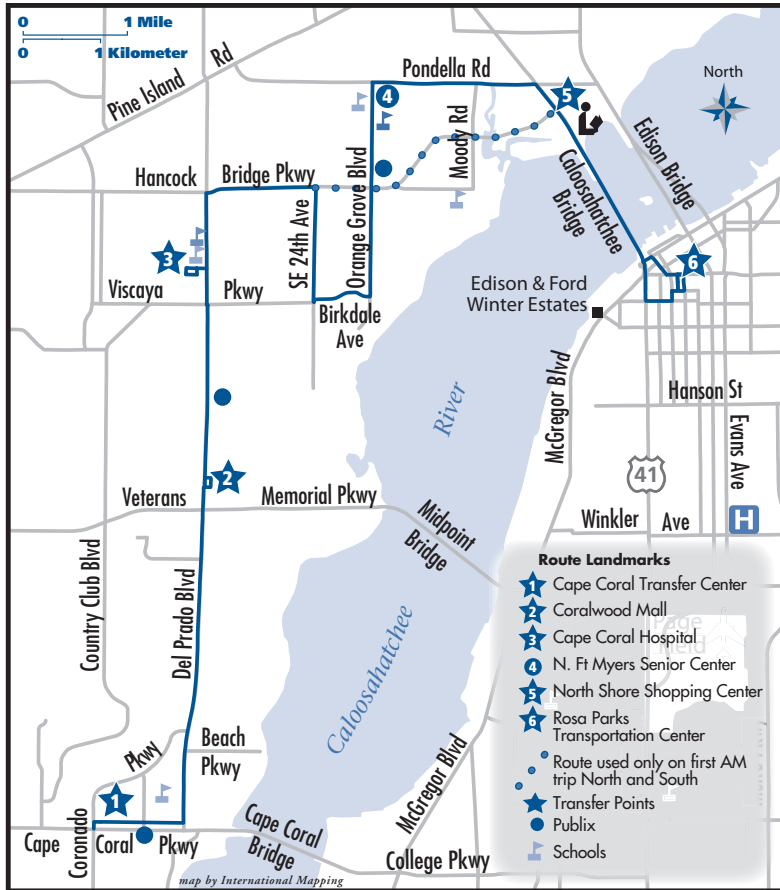 0 1 Mile
0 1 Kilometer
Pine Island Rd
Pondella Rd
North
4
5
Moody Rd
Edison Bridge
Hancock Bridge Pkwy
Orange Grove Blvd
SE 24th Ave
Caloosahatchee
Bridge
3
6
Viscaya Pkwy
Birkdale
Ave
Edison & Ford
Winter Estates
River
McGregor Blvd
Hanson St
Evans Ave
41
2
Veterans Memorial Pkwy
Midpoint
Bridge
Winkler Ave
H
Country Club Blvd
Del Prado Blvd
Caloosahatchee
Beach
Pkwy
Pkwy
1
McGregor Blvd
Coronado
Cape Coral Pkwy
Cape Coral
Bridge
College Pkwy
map by International Mapping
Page
Field
Route Landmarks
1 Cape Coral Transfer Center
2 Coralwood Mall
3 Cape Coral Hospital
4 N. Ft Myers Senior Center
5 North Shore Shopping Center
6 Rosa Parks
Transportation Center
Route used only on first AM
trip North and South
Transfer Points
Publix
Schools